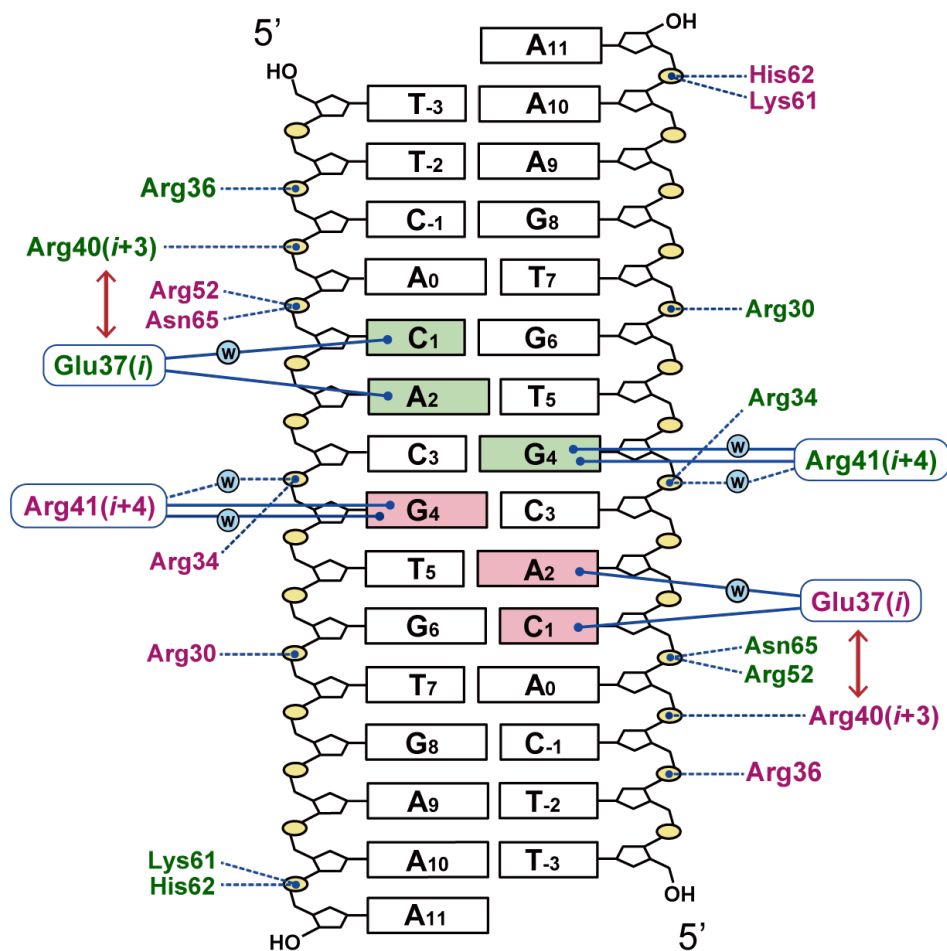 5’
OH
A11
HO
His62
Lys61
T-3
A10
T-2
A9
Arg36
C-1
G8
Arg40(i+3)
A0
T7
Arg52
Asn65
Arg30
C1
G6
W
Glu37(i)
A2
T5
Arg34
C3
G4
W
Arg41(i+4)
W
W
Arg41(i+4)
G4
C3
W
Arg34
T5
A2
W
Glu37(i)
G6
C1
Arg30
Asn65
Arg52
T7
A0
Arg40(i+3)
G8
C-1
Arg36
A9
T-2
Lys61
His62
A10
T-3
OH
A11
HO
5’